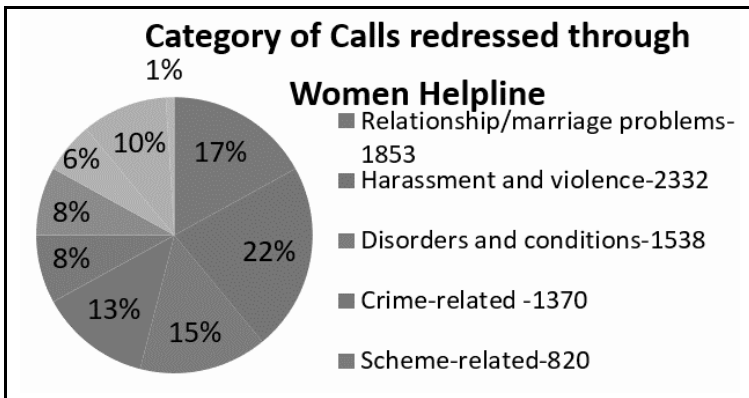 Category of Calls redressed through
Women Helpline
1%
10%
17%
6%
8%
22%
8%
13%
15%
Relationship/marriage problems-
1853
Harassment and violence-2332
Disorders and conditions-1538
Crime-related -1370
Scheme-related-820